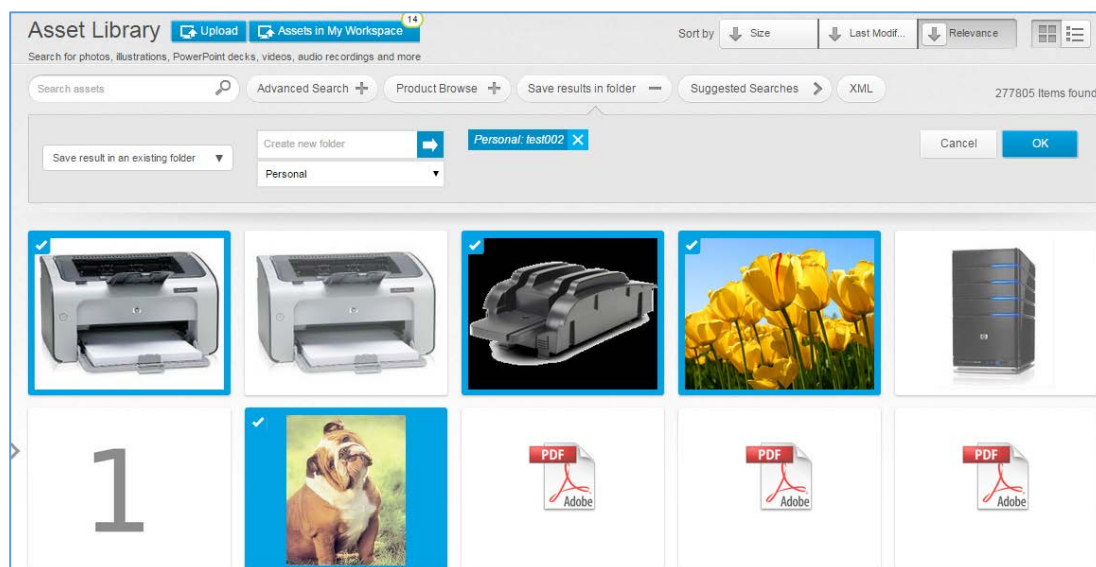 Asset Library Upload Assets in My Workspace 14
Sort by Size Last Modif... Relevance
Search for photos, illustrations, PowerPoint decks, videos, audio recordings and more
Search assets Advanced Search Product Browse Save results in folder Suggested Searches XML 277805 Items found
Create new folder Personal: test002 Cancel OK
Save result in an existing folder
Personal
hp
1
PDF Adobe PDF Adobe PDF Adobe